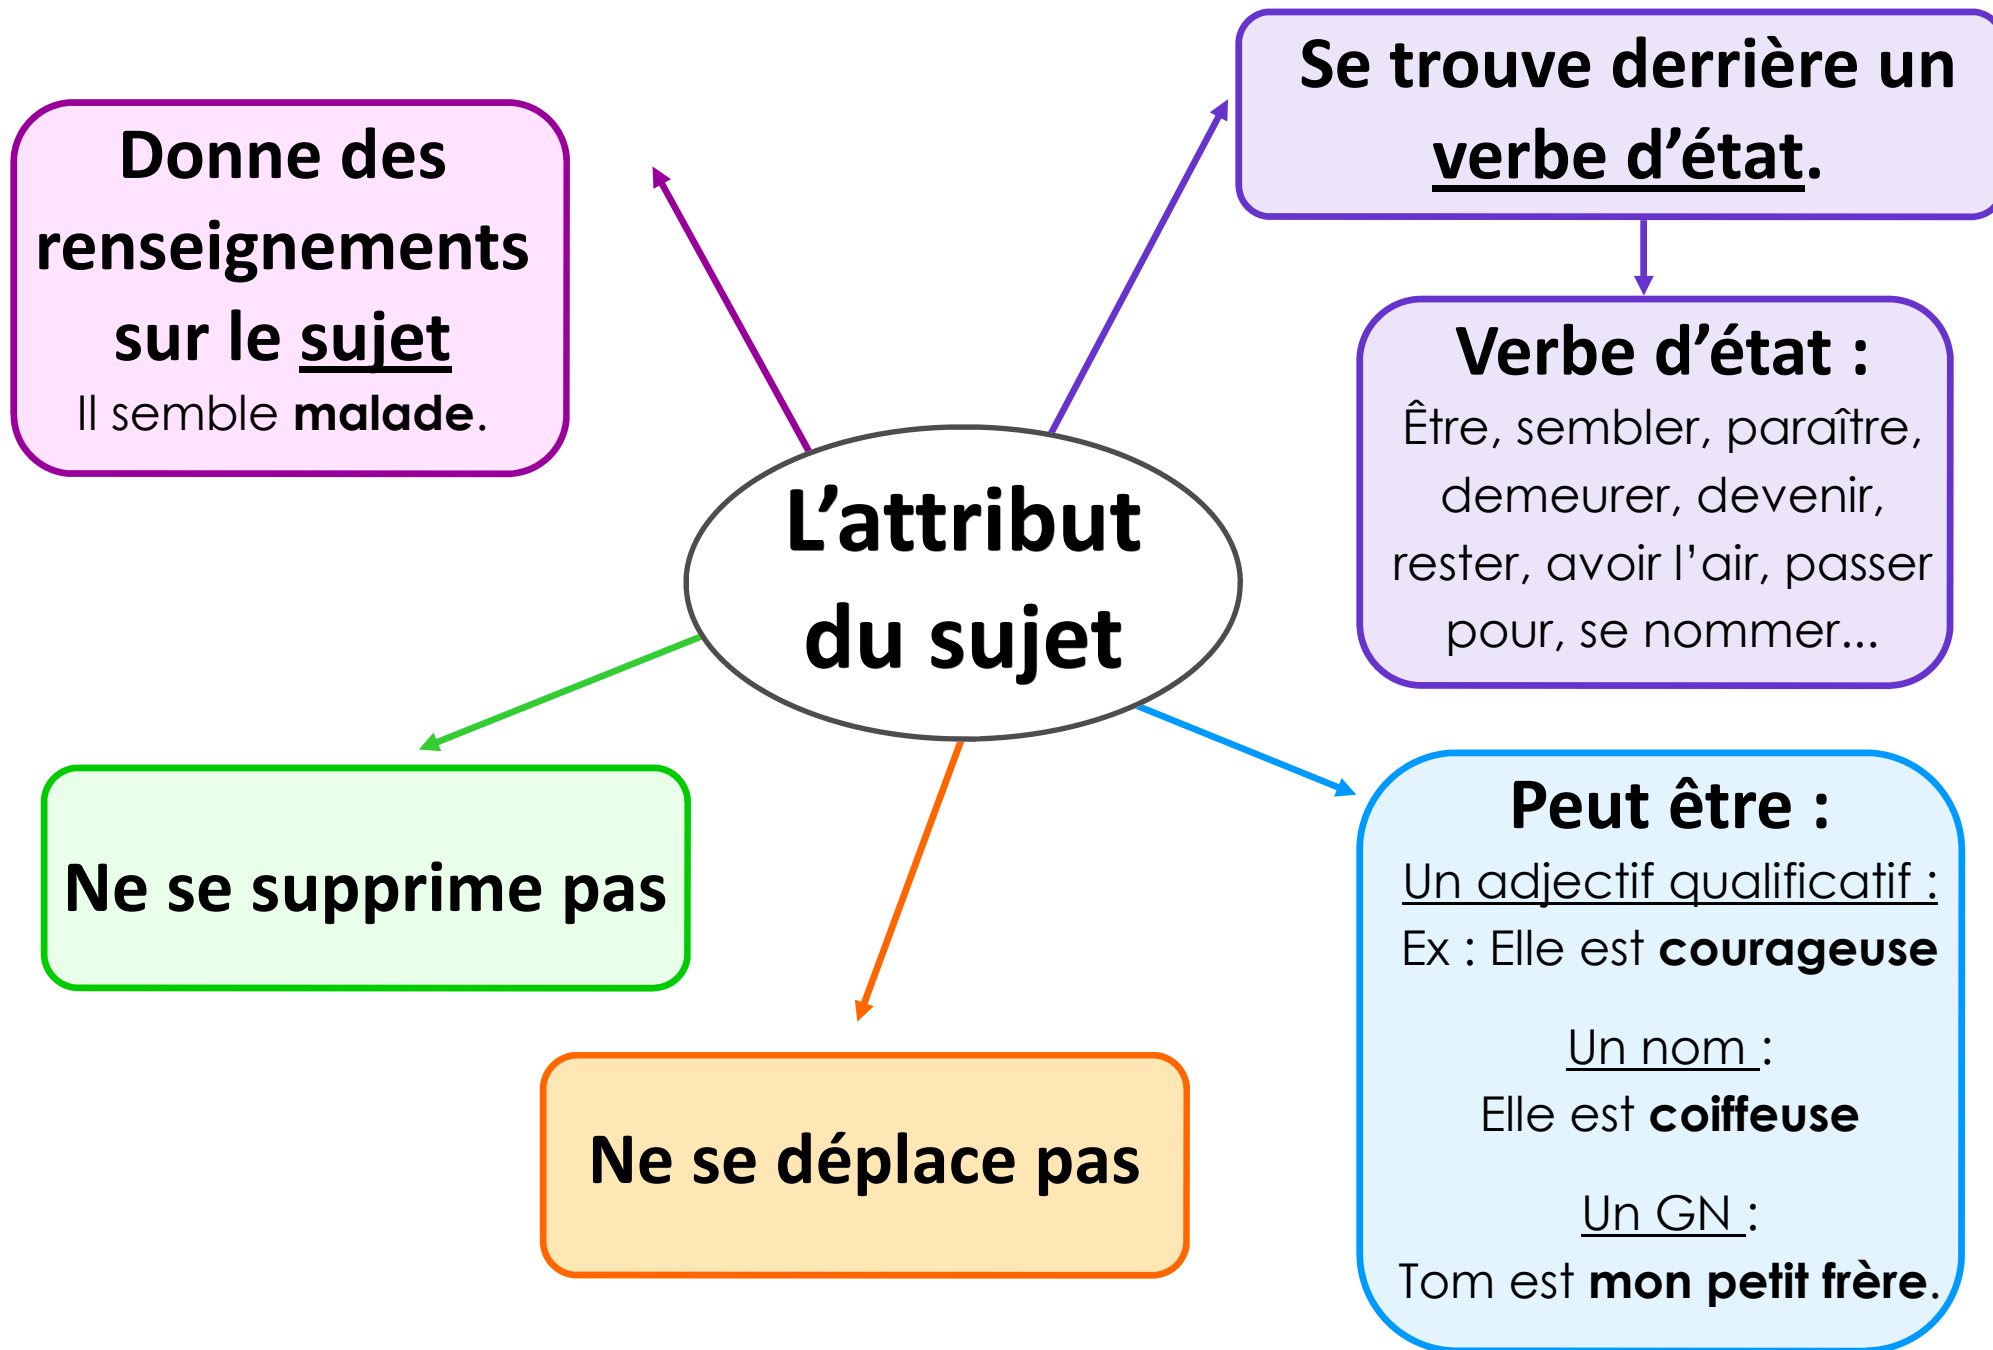 Donne des
renseignements
sur le sujet
Il semble malade.
Se trouve derrière un
verbe d’état.
Verbe d’état :
Être, sembler, paraître,
demeurer, devenir,
rester, avoir l’air, passer
pour, se nommer...
L’attribut
du sujet
Ne se supprime pas
Ne se déplace pas
Peut être :
Un adjectif qualificatif :
Ex : Elle est courageuse
Un nom :
Elle est coiffeuse
Un GN :
Tom est mon petit frère.